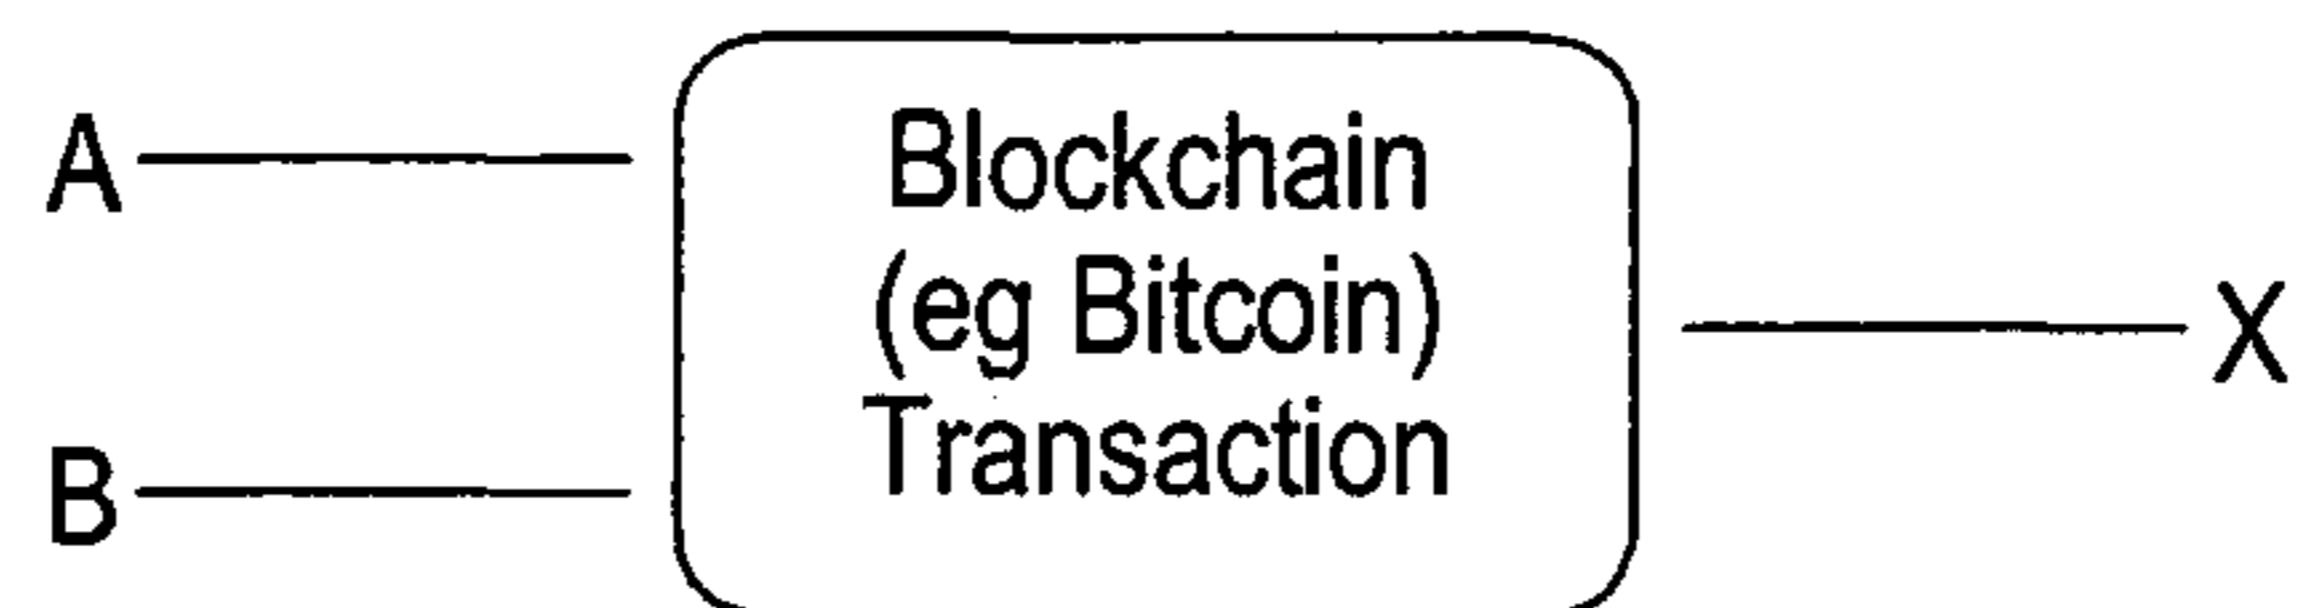 A
Blockchain
(eg Bitcoin)
Transaction
B
X